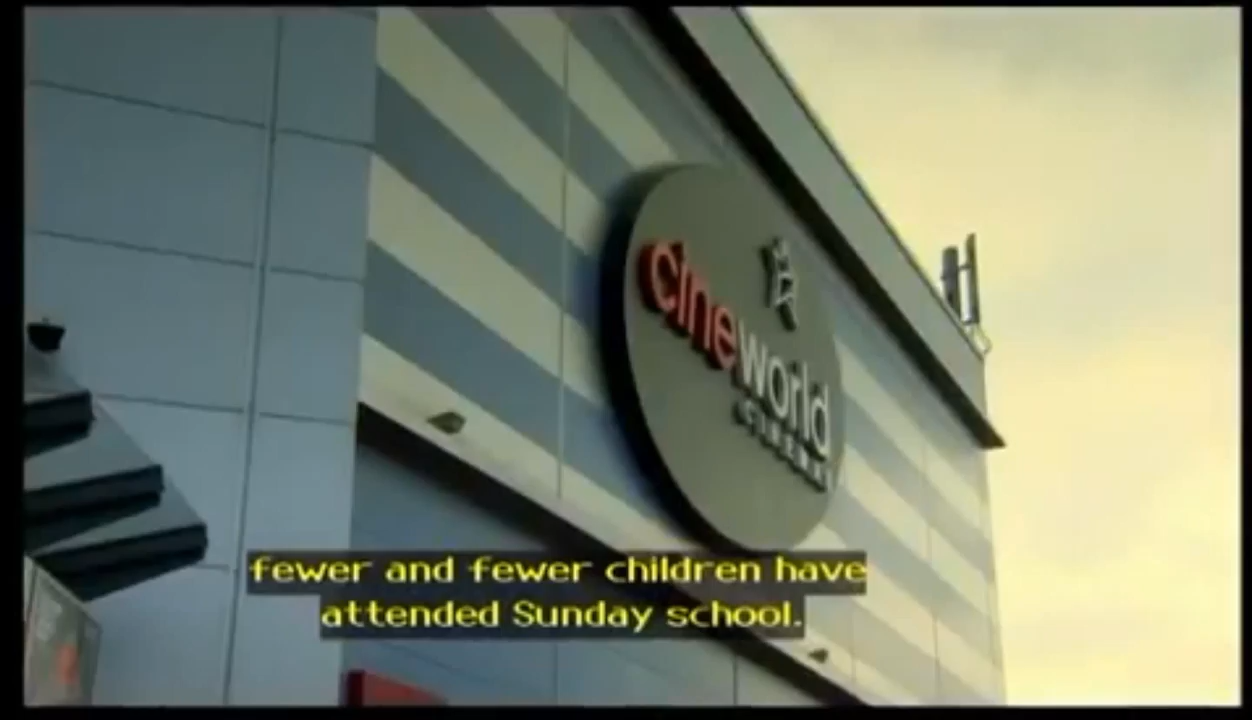 cineworld
CINEMAS
fewer and fewer children have
attended Sunday school.